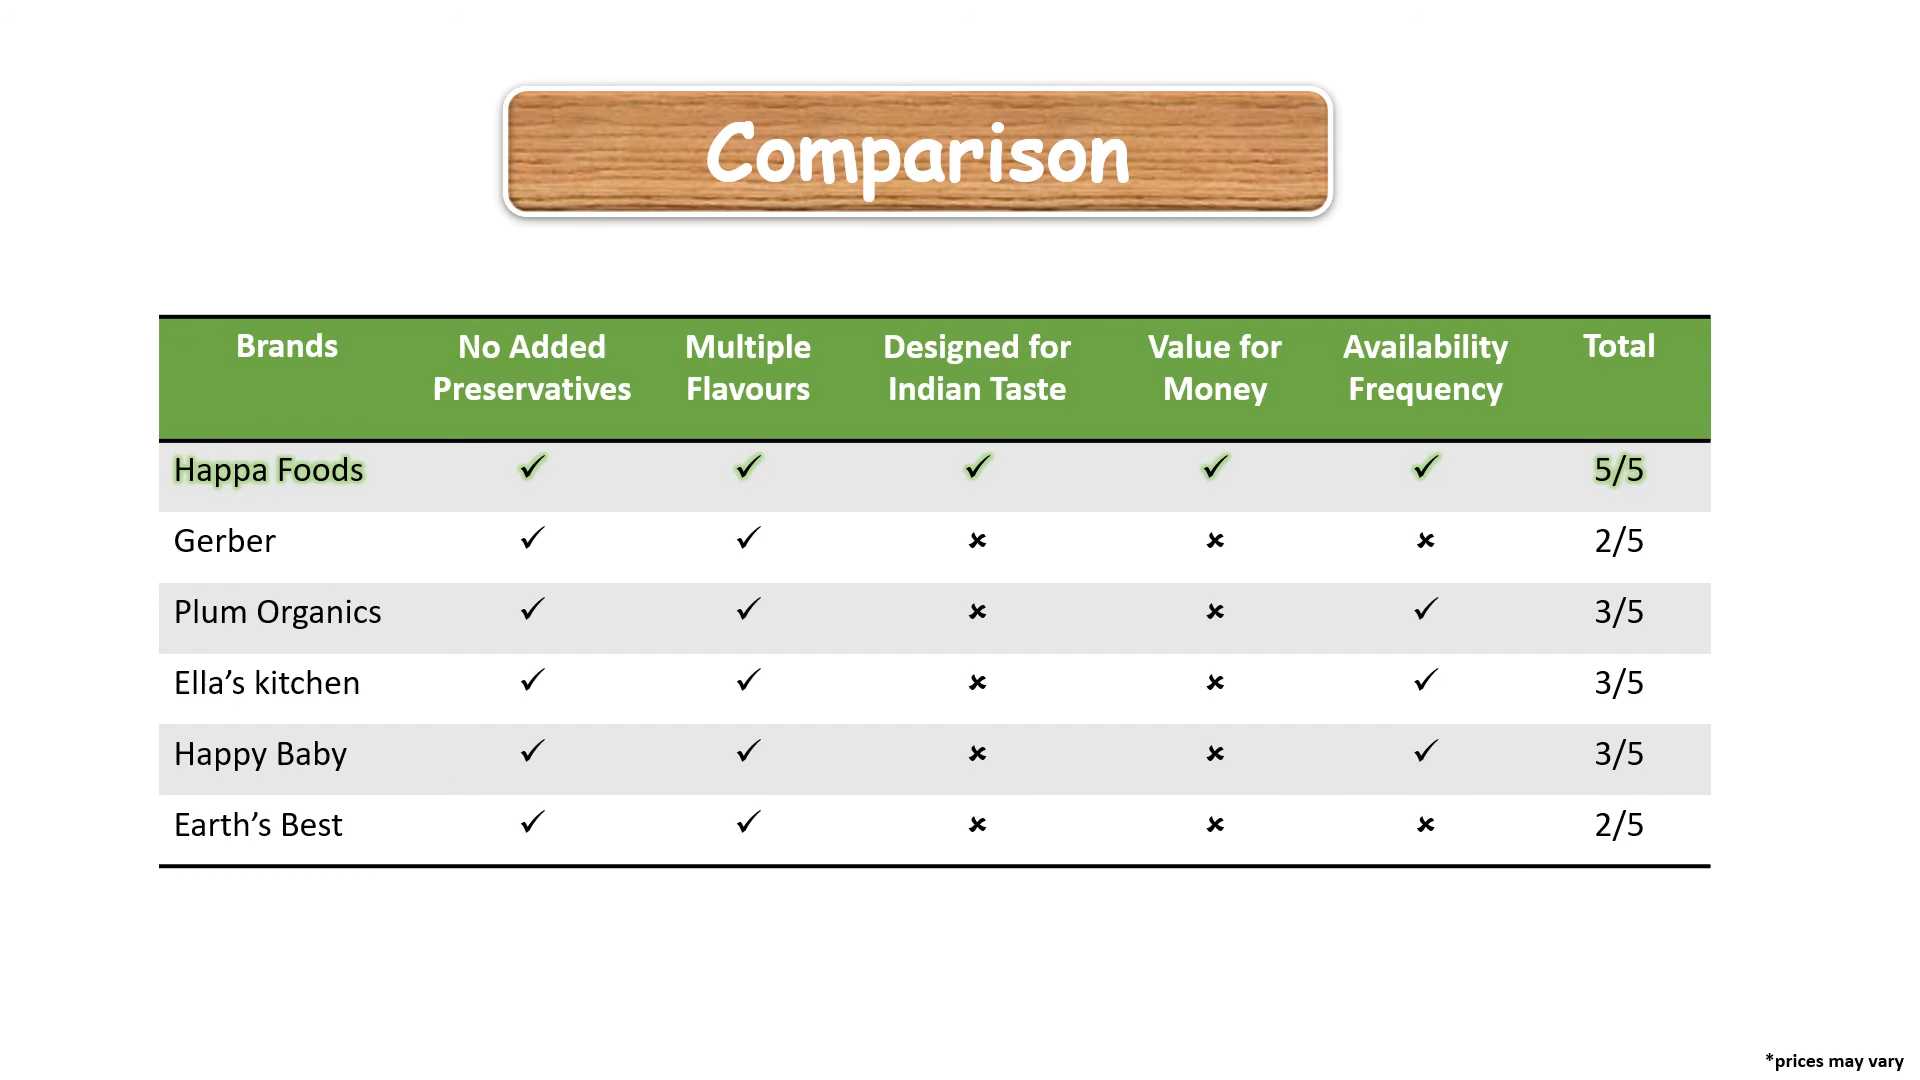 Comparison
Brands No Added Preservatives Multiple Flavours Designed for Indian Taste Value for Money Availability Frequency Total
Happa Foods ✓ ✓ ✓ ✓ ✓ 5/5
Gerber ✓ ✓ × × × 2/5
Plum Organics ✓ ✓ × × ✓ 3/5
Ella’s kitchen ✓ ✓ × × ✓ 3/5
Happy Baby ✓ ✓ × × ✓ 3/5
Earth’s Best ✓ ✓ × × × 2/5
*prices may vary